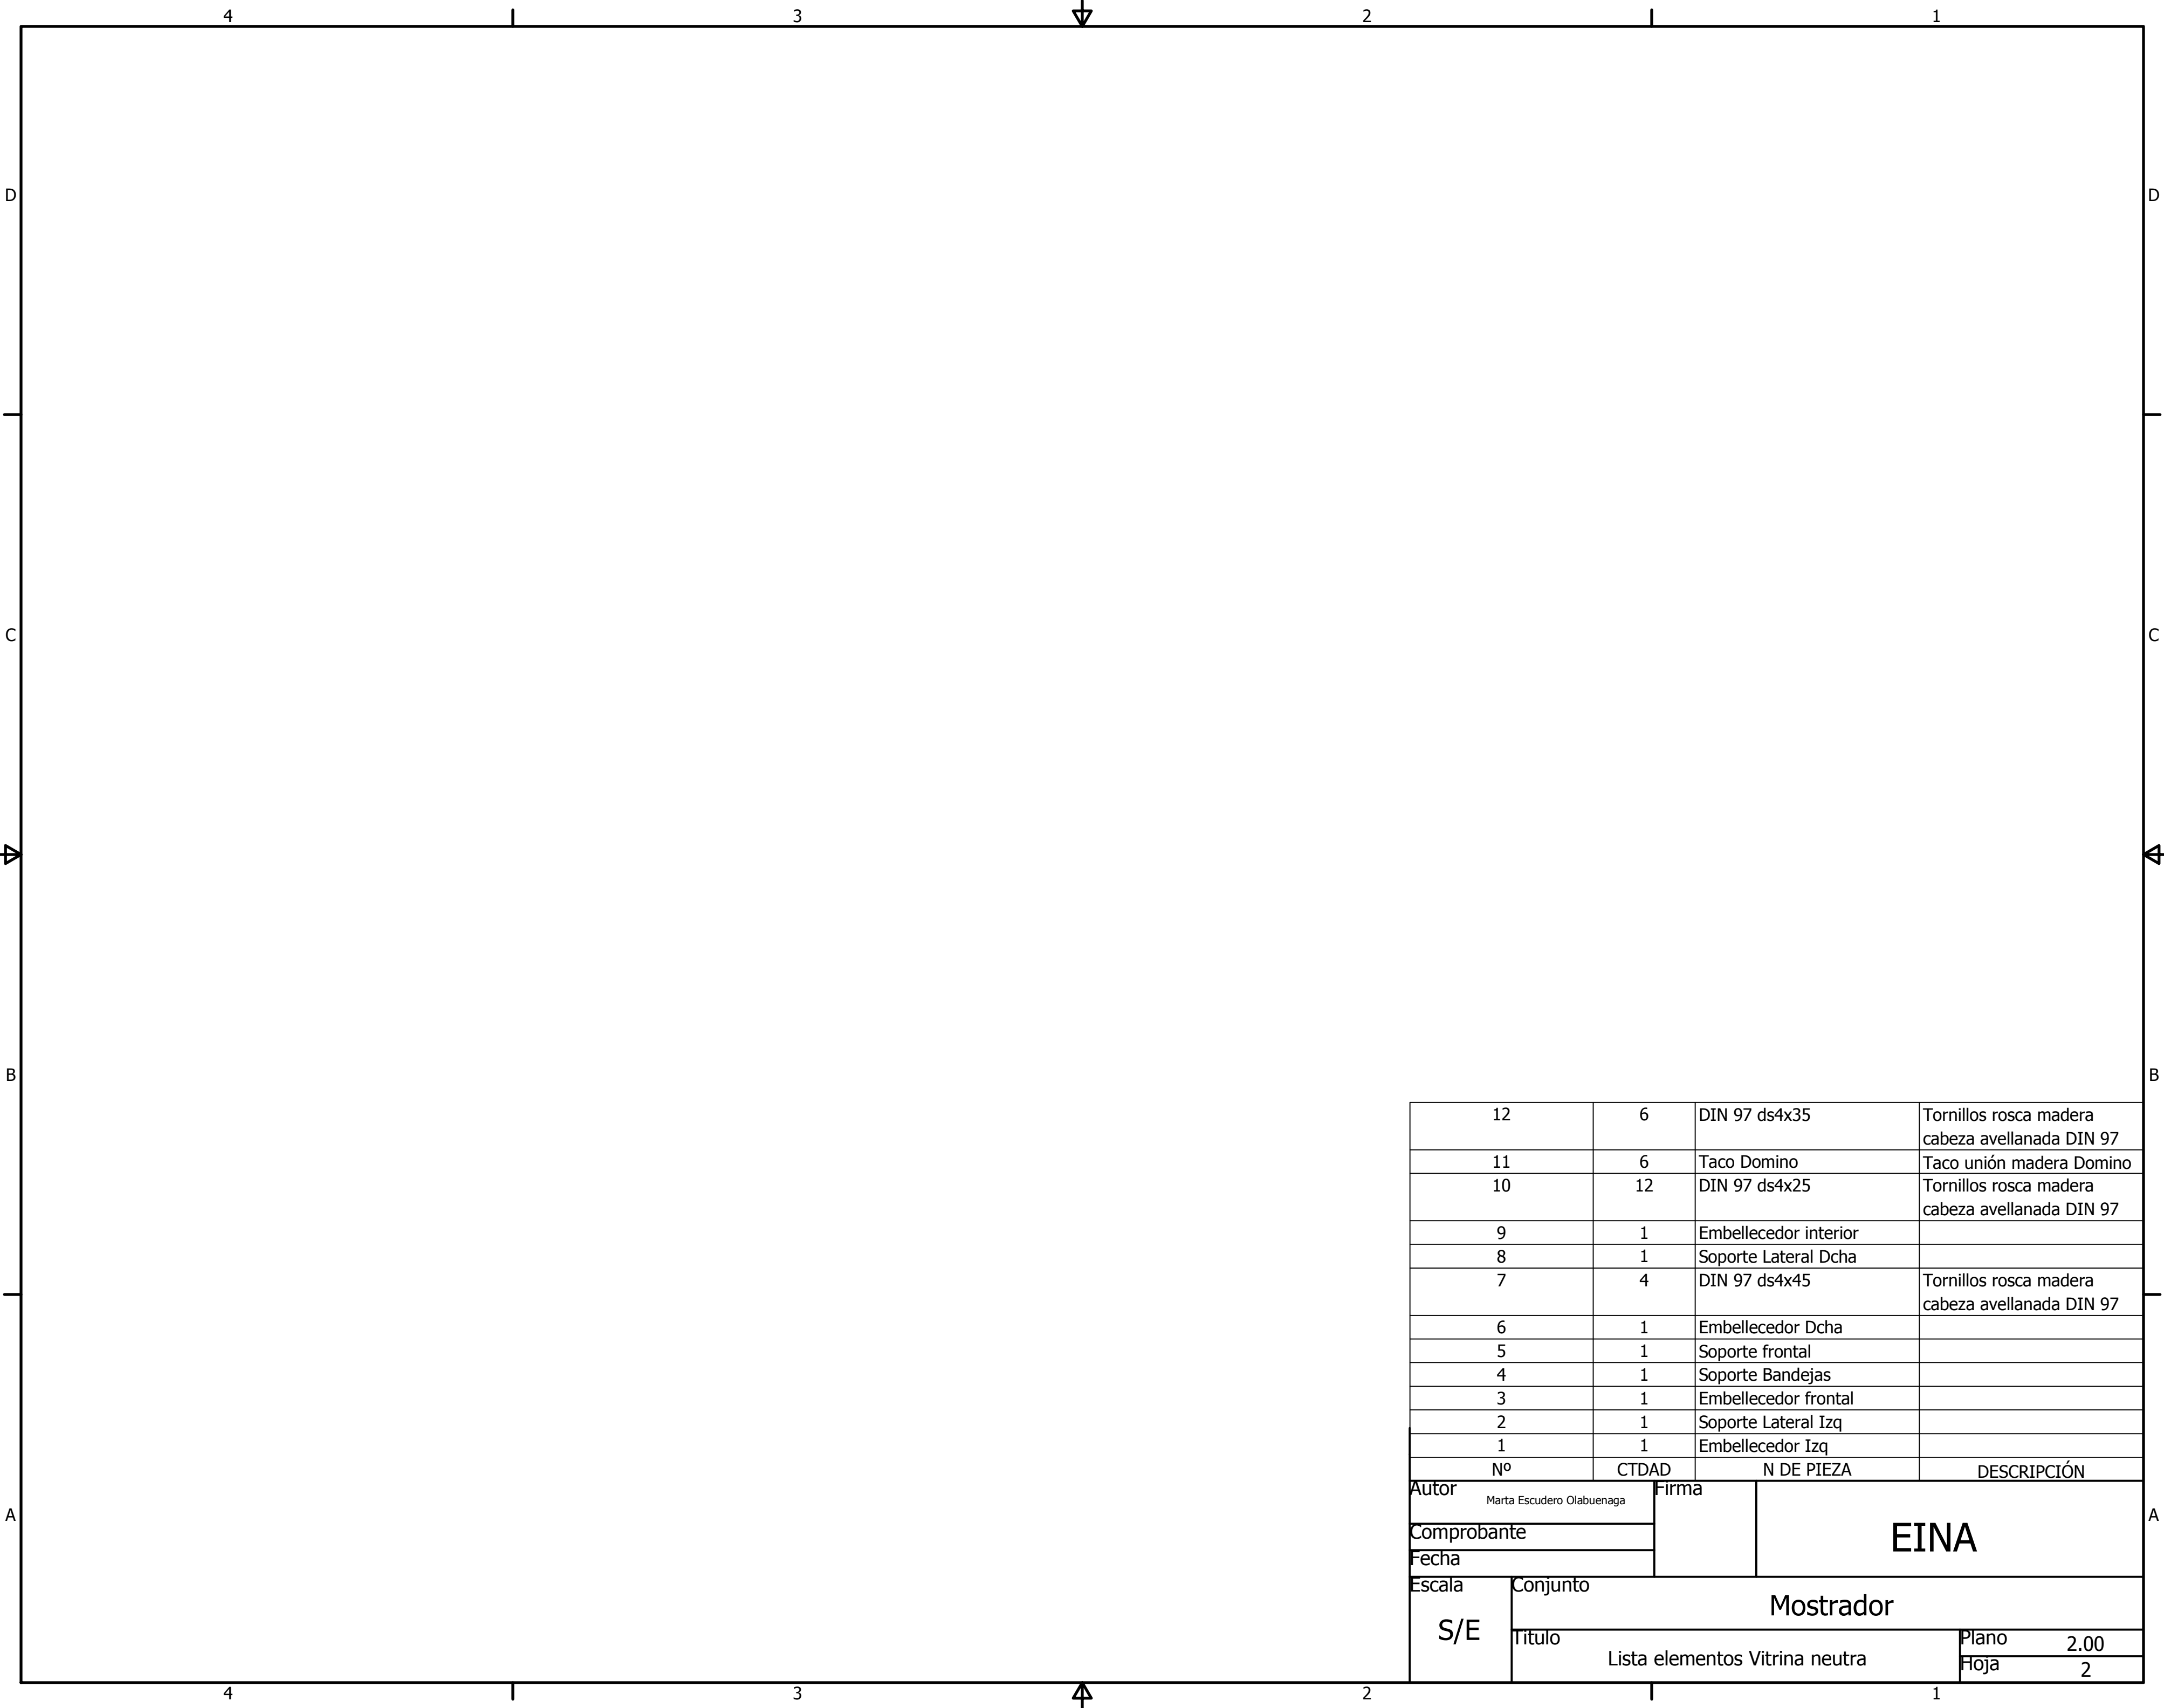 4 3 2 1
D D
C C
B B
12 6 DIN 97 ds4x35 Tornillos rosca madera
cabeza avellanada DIN 97
11 6 Taco Domino Taco unión madera Domino
10 12 DIN 97 ds4x25 Tornillos rosca madera
cabeza avellanada DIN 97
9 1 Embellecedor interior
8 1 Soporte Lateral Dcha
7 4 DIN 97 ds4x45 Tornillos rosca madera
cabeza avellanada DIN 97
6 1 Embellecedor Dcha
5 1 Soporte frontal
4 1 Soporte Bandejas
3 1 Embellecedor frontal
2 1 Soporte Lateral Izq
1 1 Embellecedor Izq
Nº CTDAD N DE PIEZA DESCRIPCIÓN
Autor Marta Escudero Olabuenaga Firma
A A
Comprobante
EINA
Fecha
Escala Conjunto
Mostrador
S/E
Titulo Plano 2.00
Lista elementos Vitrina neutra
Hoja 2
4 3 2 1